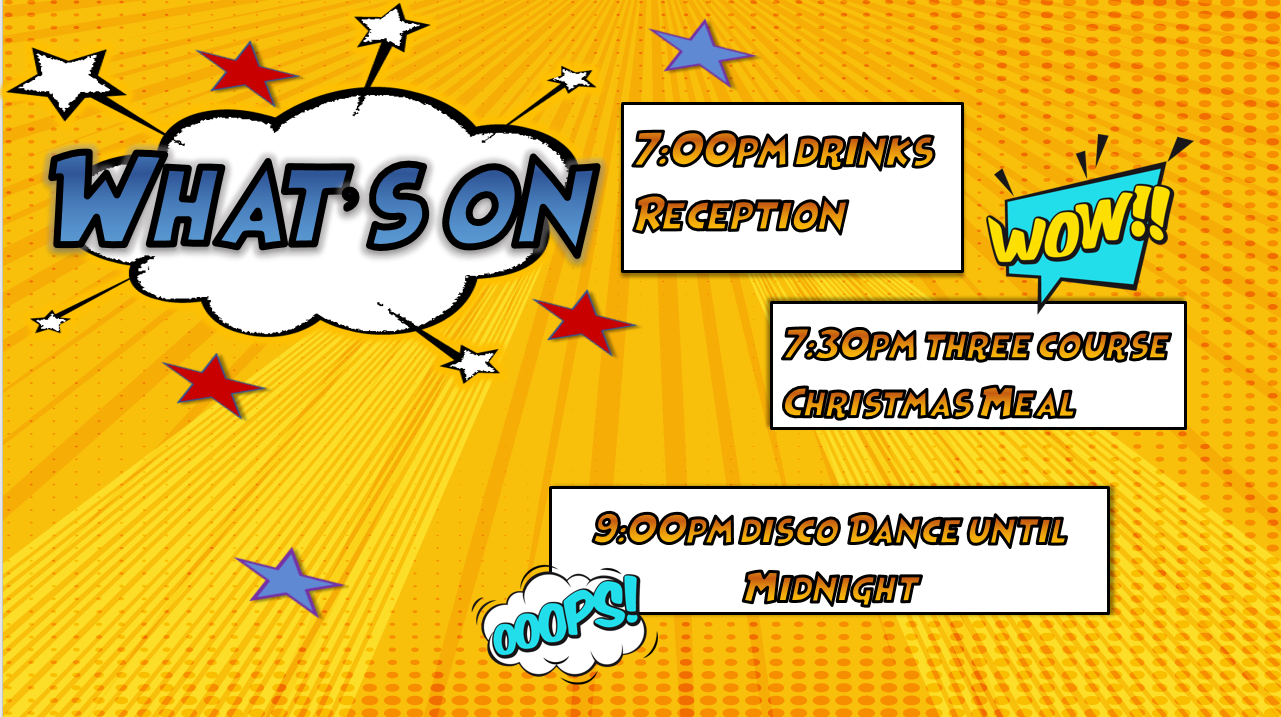 What's on
7:00pm drinks
Reception
WOW!!
7:30pm three course
Christmas Meal
9:00pm disco Dance until
Midnight
OOOPS!